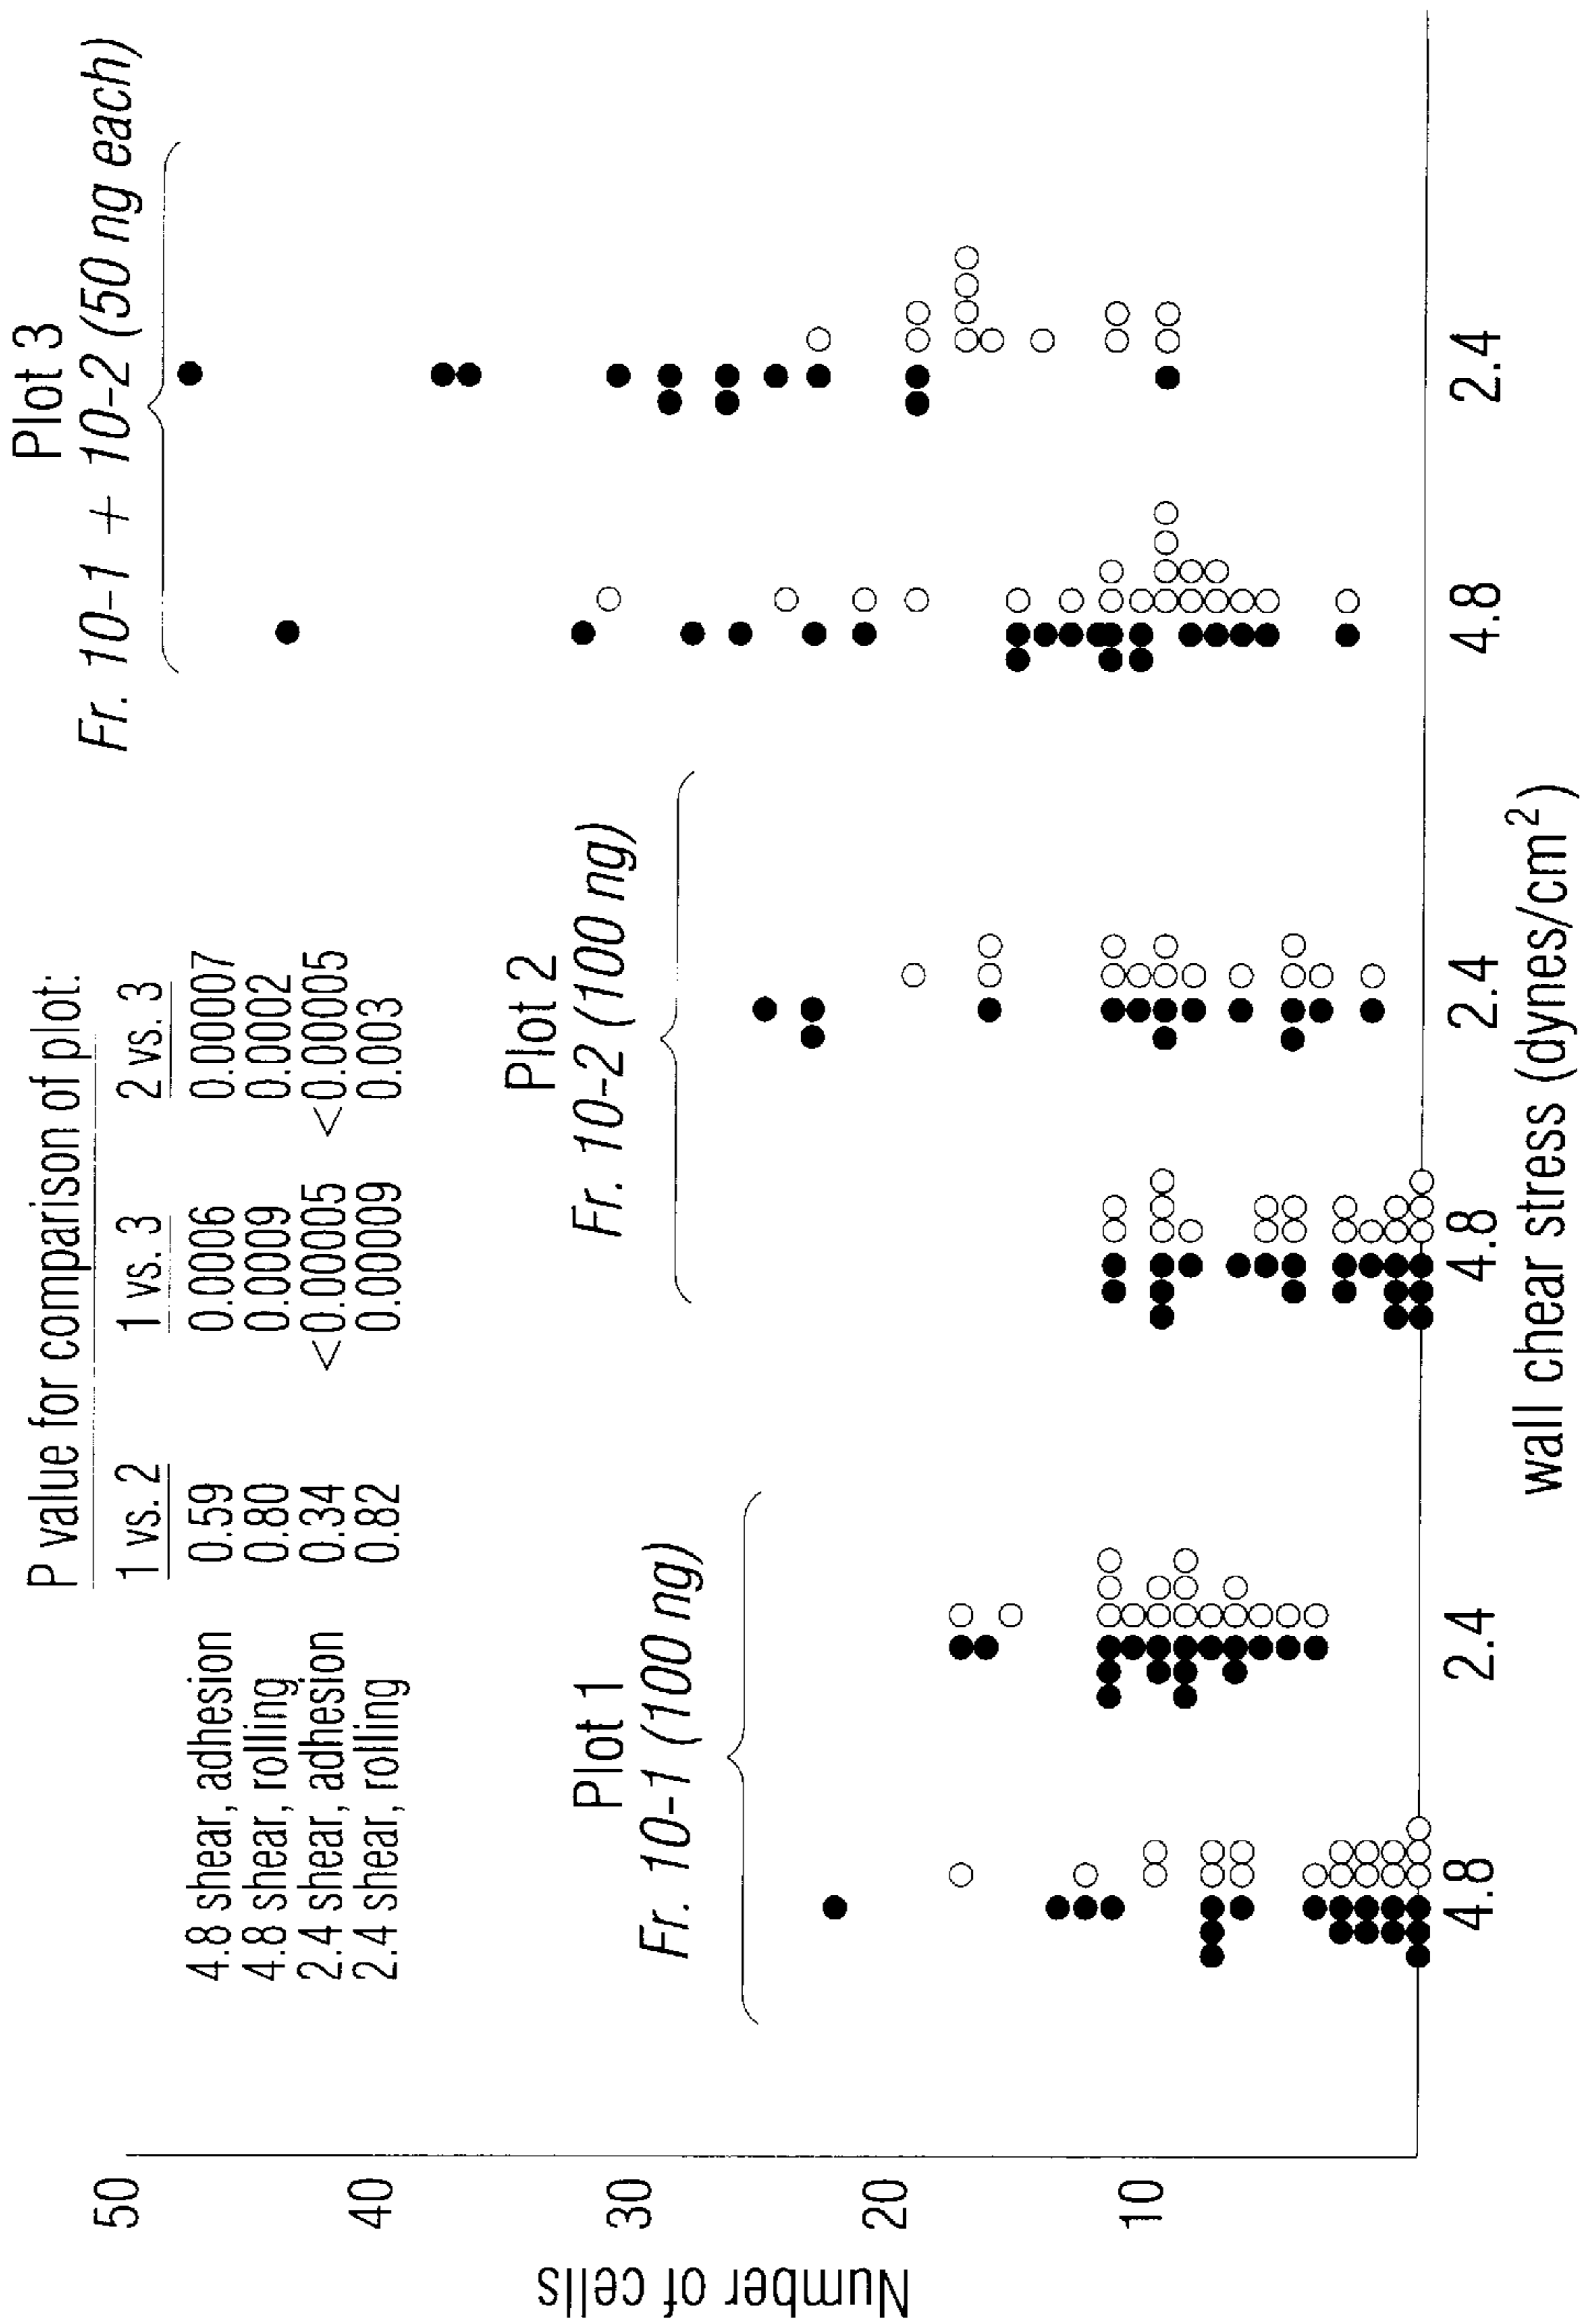 P value for comparison of plot:
1 vs. 2 1 vs. 3 2 vs. 3
4.8 shear, adhesion 0.59 0.0006 0.00007
4.8 shear, rolling 0.80 0.0009 0.0002
2.4 shear, adhesion 0.34 <0.00005 <0.00005
2.4 shear, rolling 0.82 0.00009 0.003
Plot 3
Fr. 10-1 + 10-2 (50 ng each)
Plot 2
Fr. 10-2 (100 ng)
Plot 1
Fr. 10-1 (100 ng)
Number of cells
50
40
30
20
10
4.8 2.4 4.8 2.4 4.8 2.4
wall chear stress (dynes/cm²)